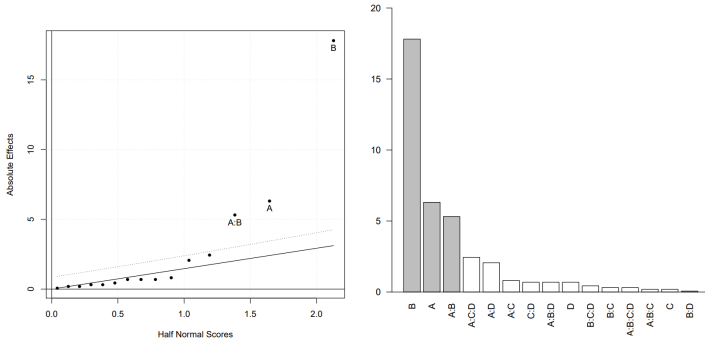 Absolute Effects
15
10
5
0
B
A
A:B
0.0 0.5 1.0 1.5 2.0
Half Normal Scores
20
15
10
5
0
B
A
A:B
A:C:D
A:D
A:C
C:D
A:B:D
D
B:C:D
B:C
A:B:C:D
A:B:C
C
B:D